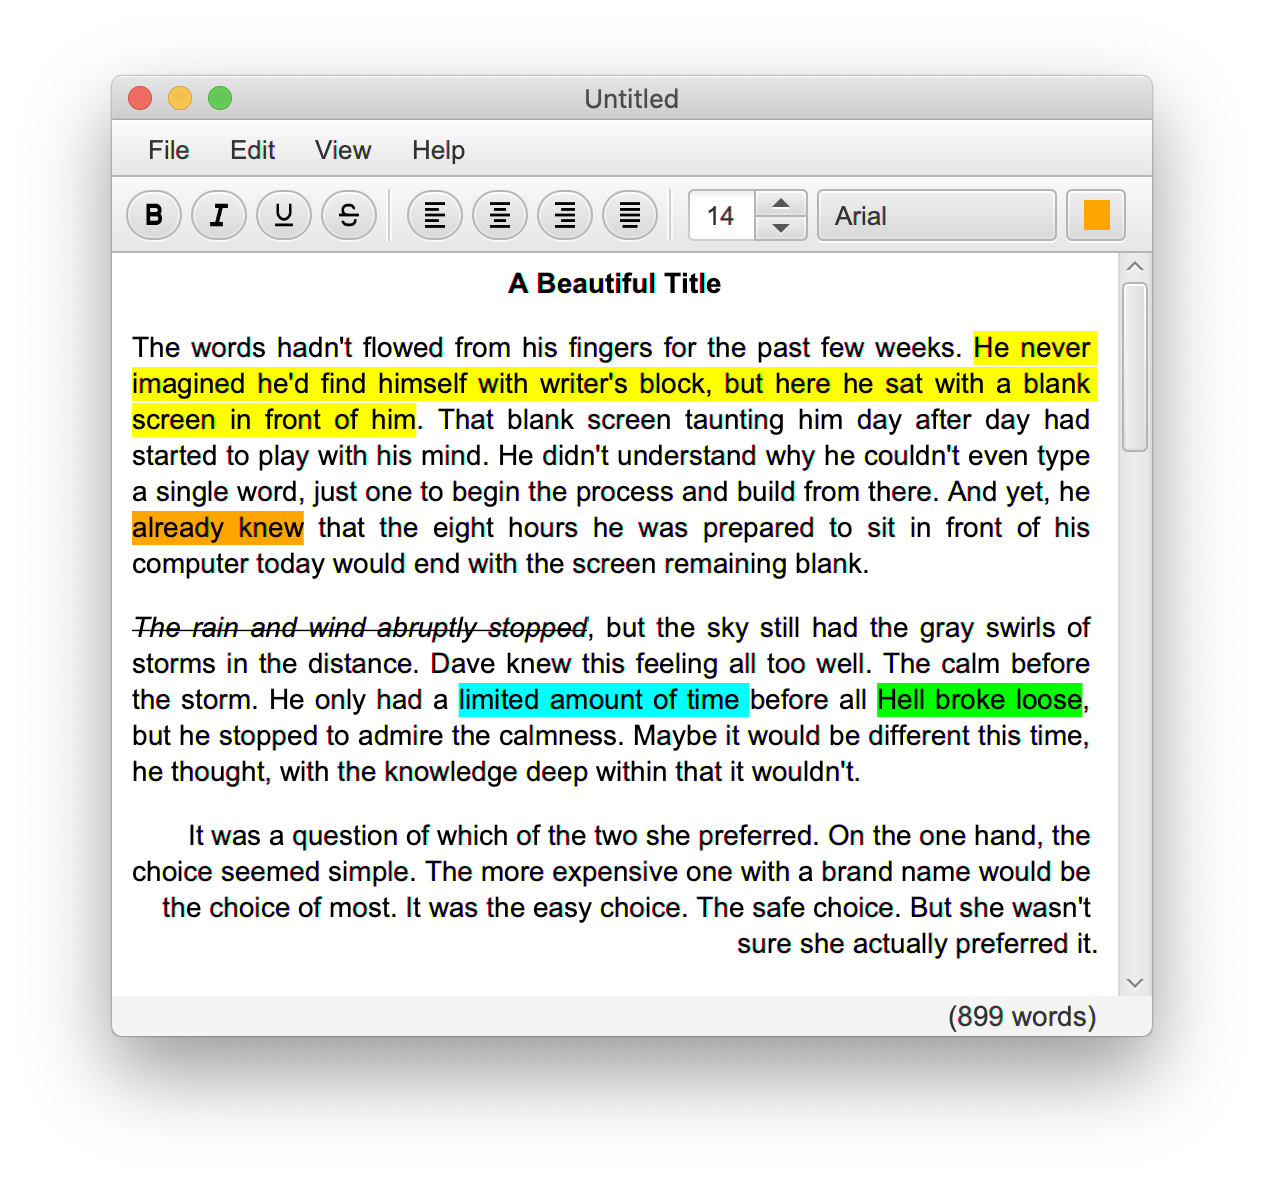 Untitled
File Edit View Help
B I U S 14 Arial
A Beautiful Title
The words hadn't flowed from his fingers for the past few weeks. He never
imagined he'd find himself with writer's block, but here he sat with a blank
screen in front of him. That blank screen taunting him day after day had
started to play with his mind. He didn't understand why he couldn't even type
a single word, just one to begin the process and build from there. And yet, he
already knew that the eight hours he was prepared to sit in front of his
computer today would end with the screen remaining blank.
The rain and wind abruptly stopped, but the sky still had the gray swirls of
storms in the distance. Dave knew this feeling all too well. The calm before
the storm. He only had a limited amount of time before all Hell broke loose,
but he stopped to admire the calmness. Maybe it would be different this time,
he thought, with the knowledge deep within that it wouldn't.
It was a question of which of the two she preferred. On the one hand, the
choice seemed simple. The more expensive one with a brand name would be
the choice of most. It was the easy choice. The safe choice. But she wasn't
sure she actually preferred it.
(899 words)